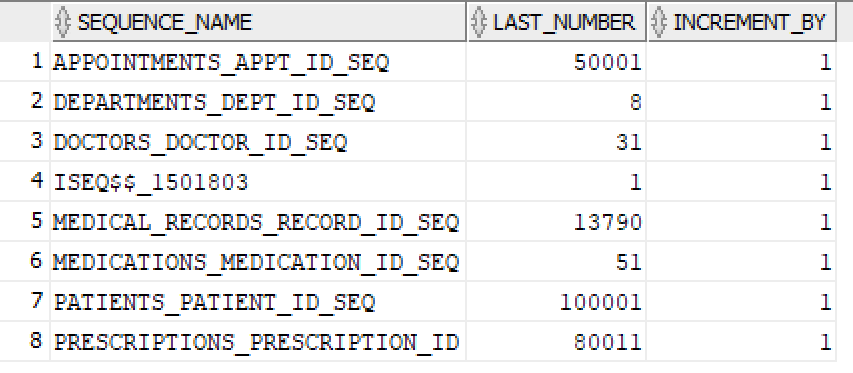 SEQUENCE_NAME LAST_NUMBER INCREMENT_BY
1 APPOINTMENTS_APPT_ID_SEQ 50001 1
2 DEPARTMENTS_DEPT_ID_SEQ 8 1
3 DOCTORS_DOCTOR_ID_SEQ 31 1
4 ISEQ$$_1501803 1 1
5 MEDICAL_RECORDS_RECORD_ID_SEQ 13790 1
6 MEDICATIONS_MEDICATION_ID_SEQ 51 1
7 PATIENTS_PATIENT_ID_SEQ 100001 1
8 PRESCRIPTIONS_PRESCRIPTION_ID 80011 1